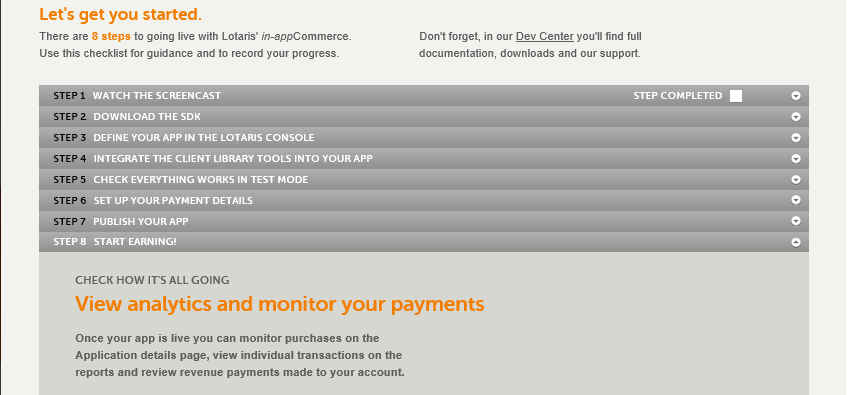 Let's get you started.
There are 8 steps to going live with Lotaris' in-appCommerce.
Use this checklist for guidance and to record your progress.
Don't forget, in our Dev Center you'll find full
documentation, downloads and our support.
STEP 1 WATCH THE SCREENCAST STEP COMPLETED
STEP 2 DOWNLOAD THE SDK
STEP 3 DEFINE YOUR APP IN THE LOTARIS CONSOLE
STEP 4 INTEGRATE THE CLIENT LIBRARY TOOLS INTO YOUR APP
STEP 5 CHECK EVERYTHING WORKS IN TEST MODE
STEP 6 SET UP YOUR PAYMENT DETAILS
STEP 7 PUBLISH YOUR APP
STEP 8 START EARNING!
CHECK HOW IT'S ALL GOING
View analytics and monitor your payments
Once your app is live you can monitor purchases on the
Application details page, view individual transactions on the
reports and review revenue payments made to your account.